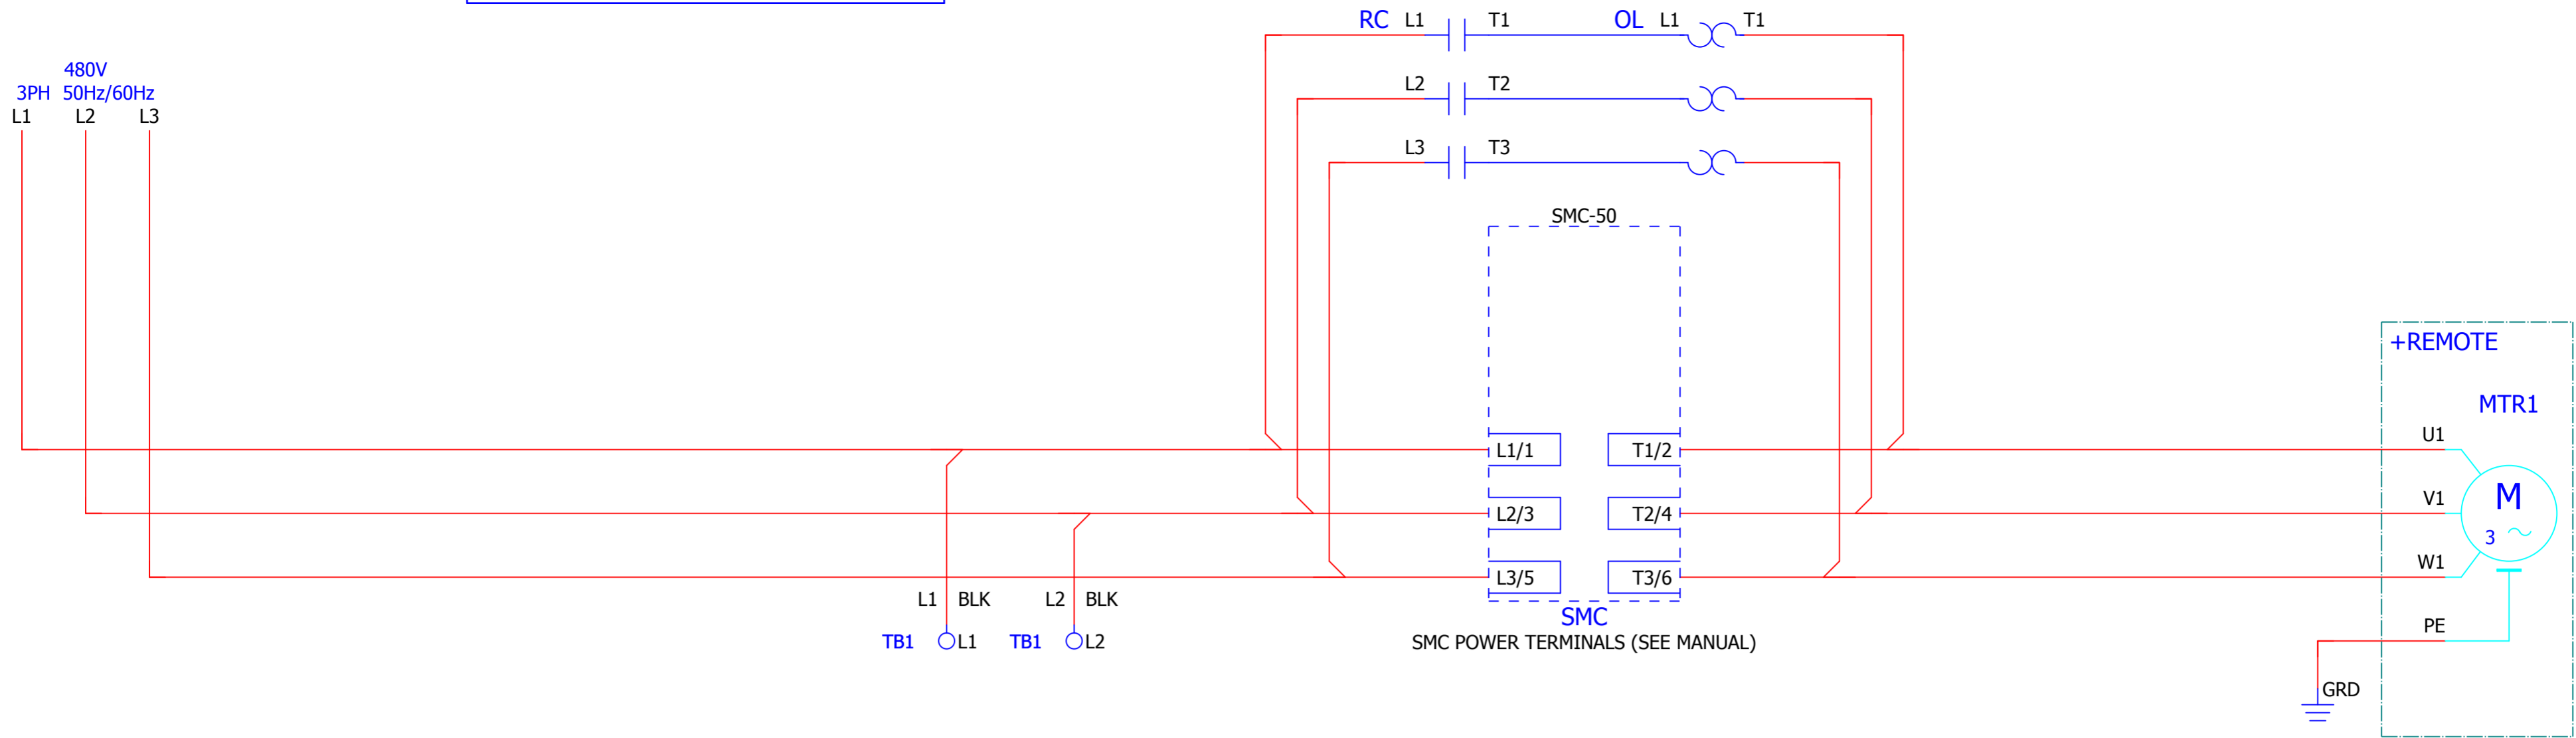 RC L1 T1 OL L1 T1
480V
3PH 50Hz/60Hz
L1 L2 L3
L2 T2
L3 T3
SMC-50
+REMOTE
MTR1
U1
L1/1 T1/2
V1
M
L2/3 T2/4
3
W1
L3/5 T3/6
L1 BLK L2 BLK
SMC
PE
TB1 L1 TB1 L2
SMC POWER TERMINALS (SEE MANUAL)
GRD